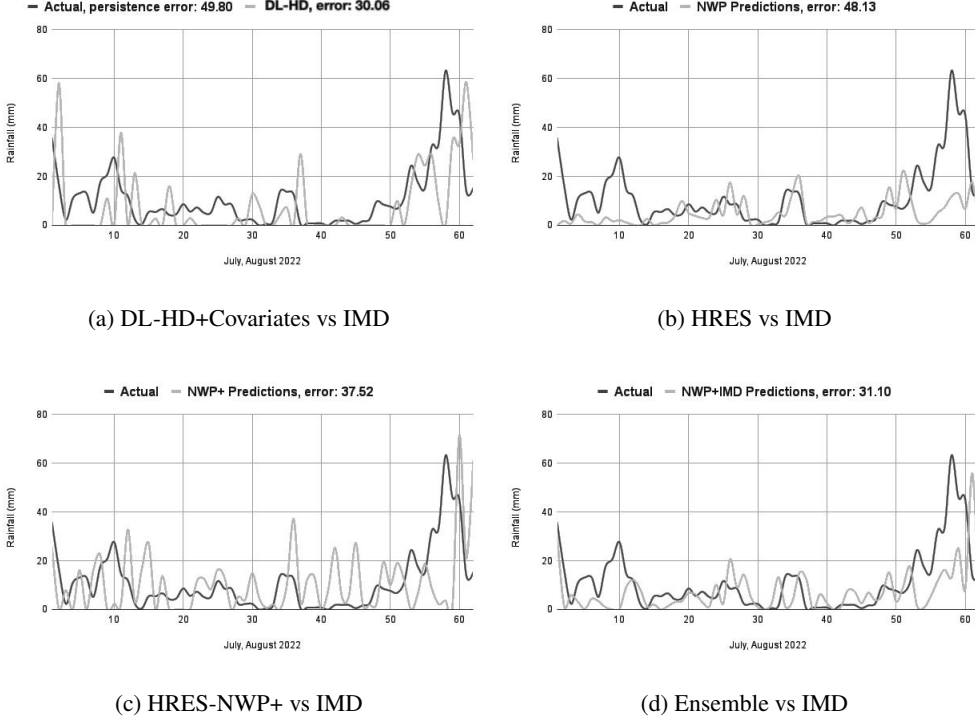 Actual, persistence error: 49.80 DL-HD, error: 30.06
80
60
40
20
0
Rainfall (mm)
10 20 30 40 50 60
July, August 2022
(a) DL-HD+Covariates vs IMD
Actual NWP Predictions, error: 48.13
80
60
40
20
0
Rainfall (mm)
10 20 30 40 50 60
July, August 2022
(b) HRES vs IMD
Actual NWP+ Predictions, error: 37.52
80
60
40
20
0
Rainfall (mm)
10 20 30 40 50 60
July, August 2022
(c) HRES-NWP+ vs IMD
Actual NWP+IMD Predictions, error: 31.10
80
60
40
20
0
Rainfall (mm)
10 20 30 40 50 60
July, August 2022
(d) Ensemble vs IMD